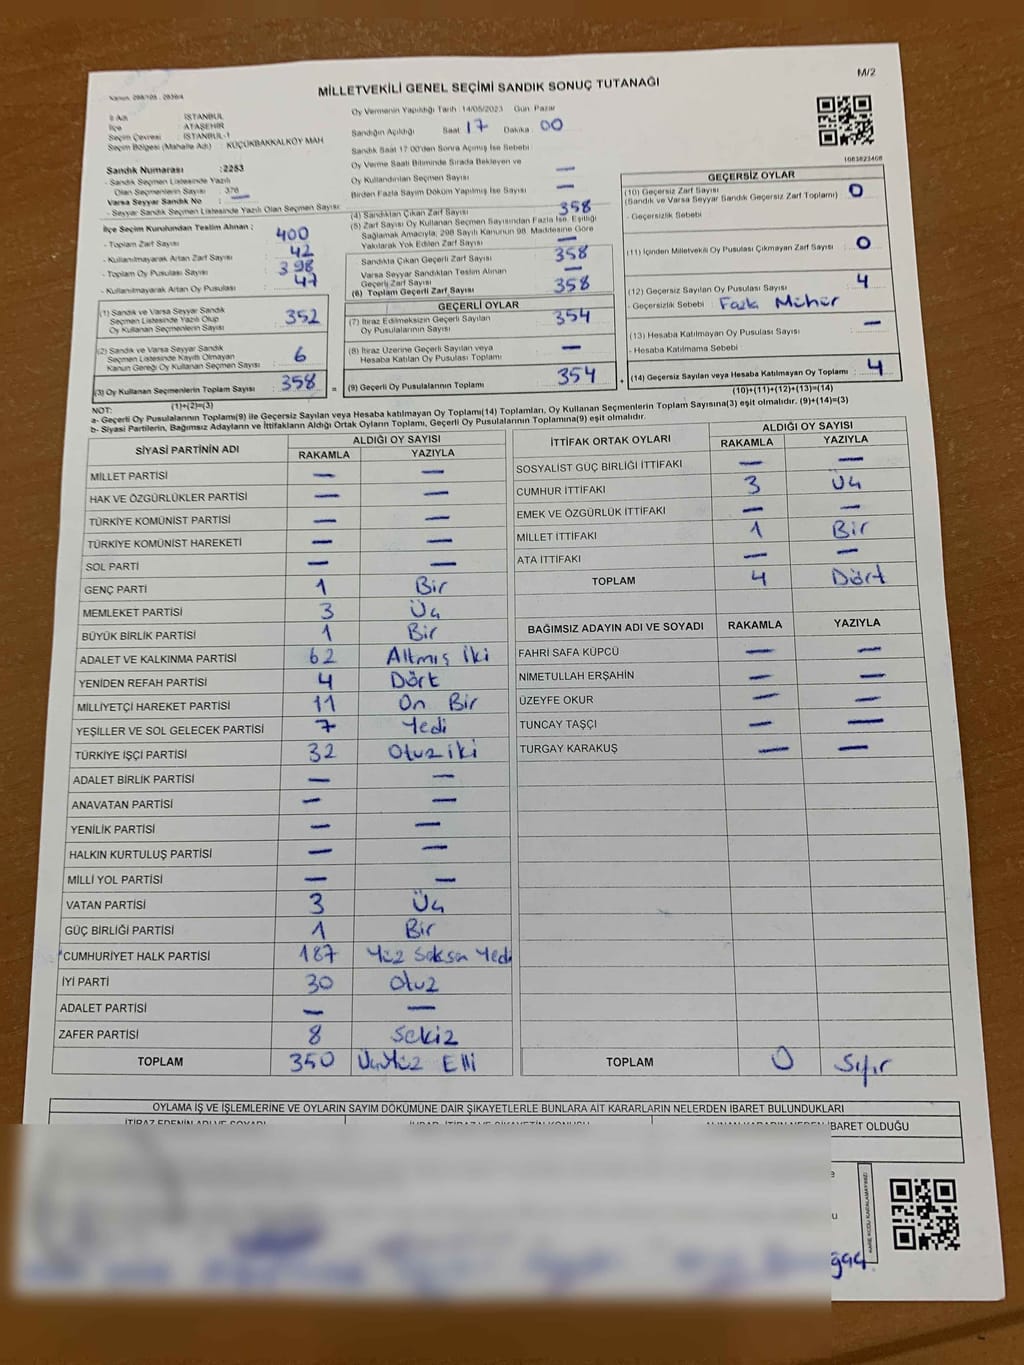 M/2
MİLLETVEKİLİ GENEL SEÇİMİ SANDIK SONUÇ TUTANAĞI
İl Adı : İSTANBUL
İlçe : ATAŞEHİR
Seçim Çevresi : İSTANBUL-1
Seçim Bölgesi (Mahalle Adı) : KÜÇÜKBAKKALKÖY MAH
Sandık Numarası : 2253
- Sandık Seçmen Listesinde Yazılı
Olan Seçmenlerin Sayısı : 376
Varsa Seyyar Sandık No : —
- Seyyar Sandık Seçmen Listesinde Yazılı Olan Seçmen Sayısı:
İlçe Seçim Kurulundan Teslim Alınan ;
- Toplam Zarf Sayısı : 400
- Kullanılmayarak Artan Zarf Sayısı : 42
- Toplam Oy Pusulası Sayısı : 398
- Kullanılmayarak Artan Oy Pusulası : 47
Oy Vermenin Yapıldığı Tarih : 14/05/2023 Gün: Pazar
Sandığın Açıldığı Saat : 17 Dakika : 00
Sandık Saat 17:00'den Sonra Açılmış İse Sebebi :
Oy Verme Saati Bitiminde Sırada Bekleyen ve
Oy Kullandırılan Seçmen Sayısı —
Birden Fazla Sayım Döküm Yapılmış İse Sayısı —
(4) Sandıktan Çıkan Zarf Sayısı 358
(5) Zarf Sayısı Oy Kullanan Seçmen Sayısından Fazla İse, Eşitliği
Sağlamak Amacıyla, 298 Sayılı Kanunun 98. Maddesine Göre
Yakılarak Yok Edilen Zarf Sayısı —
Sandıkta Çıkan Geçerli Zarf Sayısı 358
Varsa Seyyar Sandıktan Teslim Alınan
Geçerli Zarf Sayısı —
(6) Toplam Geçerli Zarf Sayısı 358
1083823408
GEÇERSİZ OYLAR
(10) Geçersiz Zarf Sayısı : 0
(Sandık ve Varsa Seyyar Sandık Geçersiz Zarf Toplamı)
- Geçersizlik Sebebi
(11) İçinden Milletvekili Oy Pusulası Çıkmayan Zarf Sayısı : 0
(12) Geçersiz Sayılan Oy Pusulası Sayısı : 4
- Geçersizlik Sebebi : Fazla Mühür
(13) Hesaba Katılmayan Oy Pusulası Sayısı : —
- Hesaba Katılmama Sebebi
(14) Geçersiz Sayılan veya Hesaba Katılmayan Oy Toplamı : 4
(10)+(11)+(12)+(13)=(14)
(1) Sandık ve Varsa Seyyar Sandık
Seçmen Listesinde Yazılı Olup
Oy Kullanan Seçmenlerin Sayısı : 352
(2) Sandık ve Varsa Seyyar Sandık
Seçmen Listesinde Kayıtlı Olmayan
Kanun Gereği Oy Kullanan Seçmen Sayısı : 6
(3) Oy Kullanan Seçmenlerin Toplam Sayısı : 358
(1)+(2)=(3)
GEÇERLİ OYLAR
(7) İtiraz Edilmeksizin Geçerli Sayılan
Oy Pusulalarının Sayısı : 354
(8) İtiraz Üzerine Geçerli Sayılan veya
Hesaba Katılan Oy Pusulası Toplamı : —
= (9) Geçerli Oy Pusulalarının Toplamı : 354 +
NOT:
a- Geçerli Oy Pusulalarının Toplamı(9) ile Geçersiz Sayılan veya Hesaba katılmayan Oy Toplamı(14) Toplamları, Oy Kullanan Seçmenlerin Toplam Sayısına(3) eşit olmalıdır. (9)+(14)=(3)
b- Siyasi Partilerin, Bağımsız Adayların ve İttifakların Aldığı Ortak Oyların Toplamı, Geçerli Oy Pusulalarının Toplamına(9) eşit olmalıdır.
SİYASİ PARTİNİN ADI ALDIĞI OY SAYISI
RAKAMLA YAZIYLA
MİLLET PARTİSİ — —
HAK VE ÖZGÜRLÜKLER PARTİSİ — —
TÜRKİYE KOMÜNİST PARTİSİ — —
TÜRKİYE KOMÜNİST HAREKETİ — —
SOL PARTİ — —
GENÇ PARTİ 1 Bir
MEMLEKET PARTİSİ 3 Üç
BÜYÜK BİRLİK PARTİSİ 1 Bir
ADALET VE KALKINMA PARTİSİ 62 Altmış iki
YENİDEN REFAH PARTİSİ 4 Dört
MİLLİYETÇİ HAREKET PARTİSİ 11 On Bir
YEŞİLLER VE SOL GELECEK PARTİSİ 7 Yedi
TÜRKİYE İŞÇİ PARTİSİ 32 Otuz iki
ADALET BİRLİK PARTİSİ — —
ANAVATAN PARTİSİ — —
YENİLİK PARTİSİ — —
HALKIN KURTULUŞ PARTİSİ — —
MİLLİ YOL PARTİSİ — —
VATAN PARTİSİ 3 Üç
GÜÇ BİRLİĞİ PARTİSİ 1 Bir
CUMHURİYET HALK PARTİSİ 187 Yüz Seksen Yedi
İYİ PARTİ 30 Otuz
ADALET PARTİSİ — —
ZAFER PARTİSİ 8 Sekiz
TOPLAM 350 Üçyüz Elli
İTTİFAK ORTAK OYLARI ALDIĞI OY SAYISI
RAKAMLA YAZIYLA
SOSYALİST GÜÇ BİRLİĞİ İTTİFAKI — —
CUMHUR İTTİFAKI 3 Üç
EMEK VE ÖZGÜRLÜK İTTİFAKI — —
MİLLET İTTİFAKI 1 Bir
ATA İTTİFAKI — —
TOPLAM 4 Dört
BAĞIMSIZ ADAYIN ADI VE SOYADI RAKAMLA YAZIYLA
FAHRİ SAFA KÜPCÜ — —
NİMETULLAH ERŞAHİN — —
ÜZEYFE OKUR — —
TUNCAY TAŞÇI — —
TURGAY KARAKUŞ — —
TOPLAM 0 Sıfır
OYLAMA İŞ VE İŞLEMLERİNE VE OYLARIN SAYIM DÖKÜMÜNE DAİR ŞİKAYETLERLE BUNLARA AİT KARARLARIN NELERDEN İBARET BULUNDUKLARI
İBARET OLDUĞU